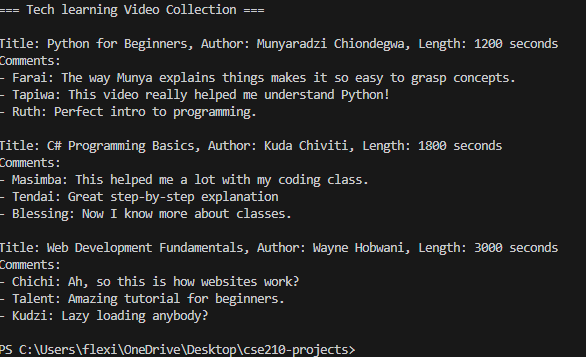 === Tech learning Video Collection ===
Title: Python for Beginners, Author: Munyaradzi Chiondegwa, Length: 1200 seconds
Comments:
- Farai: The way Munya explains things makes it so easy to grasp concepts.
- Tapiwa: This video really helped me understand Python!
- Ruth: Perfect intro to programming.
Title: C# Programming Basics, Author: Kuda Chiviti, Length: 1800 seconds
Comments:
- Masimba: This helped me a lot with my coding class.
- Tendai: Great step-by-step explanation
- Blessing: Now I know more about classes.
Title: Web Development Fundamentals, Author: Wayne Hobwani, Length: 3000 seconds
Comments:
- Chichi: Ah, so this is how websites work?
- Talent: Amazing tutorial for beginners.
- Kudzi: Lazy loading anybody?
PS C:\Users\flexi\OneDrive\Desktop\cse210-projects>